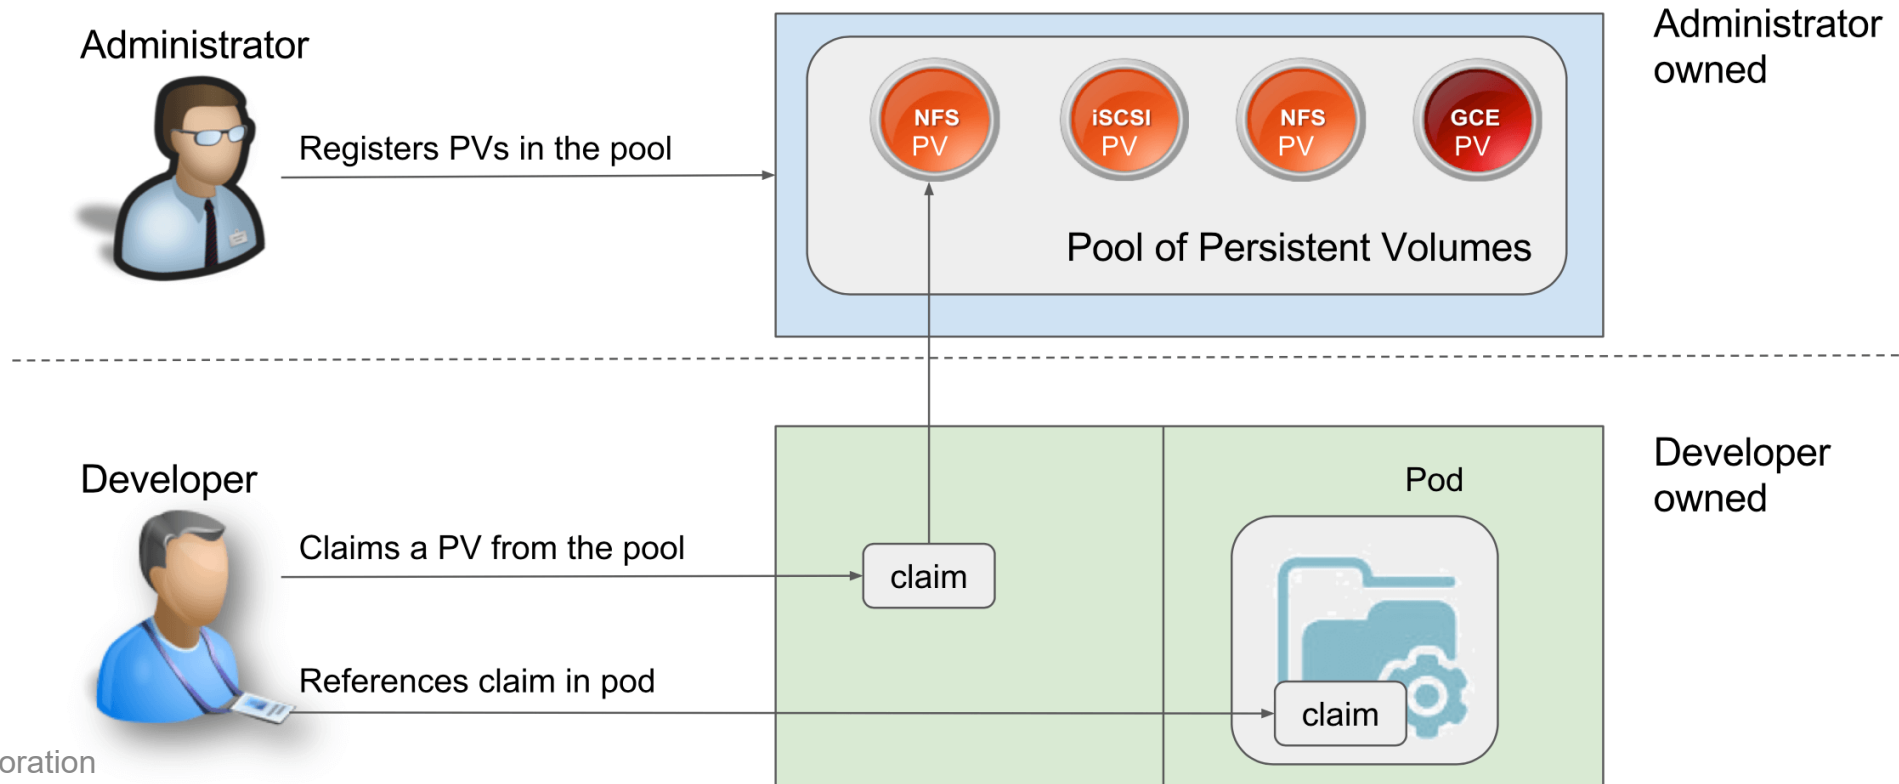 Administrator
Registers PVs in the pool
NFS
PV
iSCSI
PV
NFS
PV
GCE
PV
Pool of Persistent Volumes
Administrator
owned
Developer
Claims a PV from the pool
References claim in pod
claim
Pod
claim
Developer
owned
oration